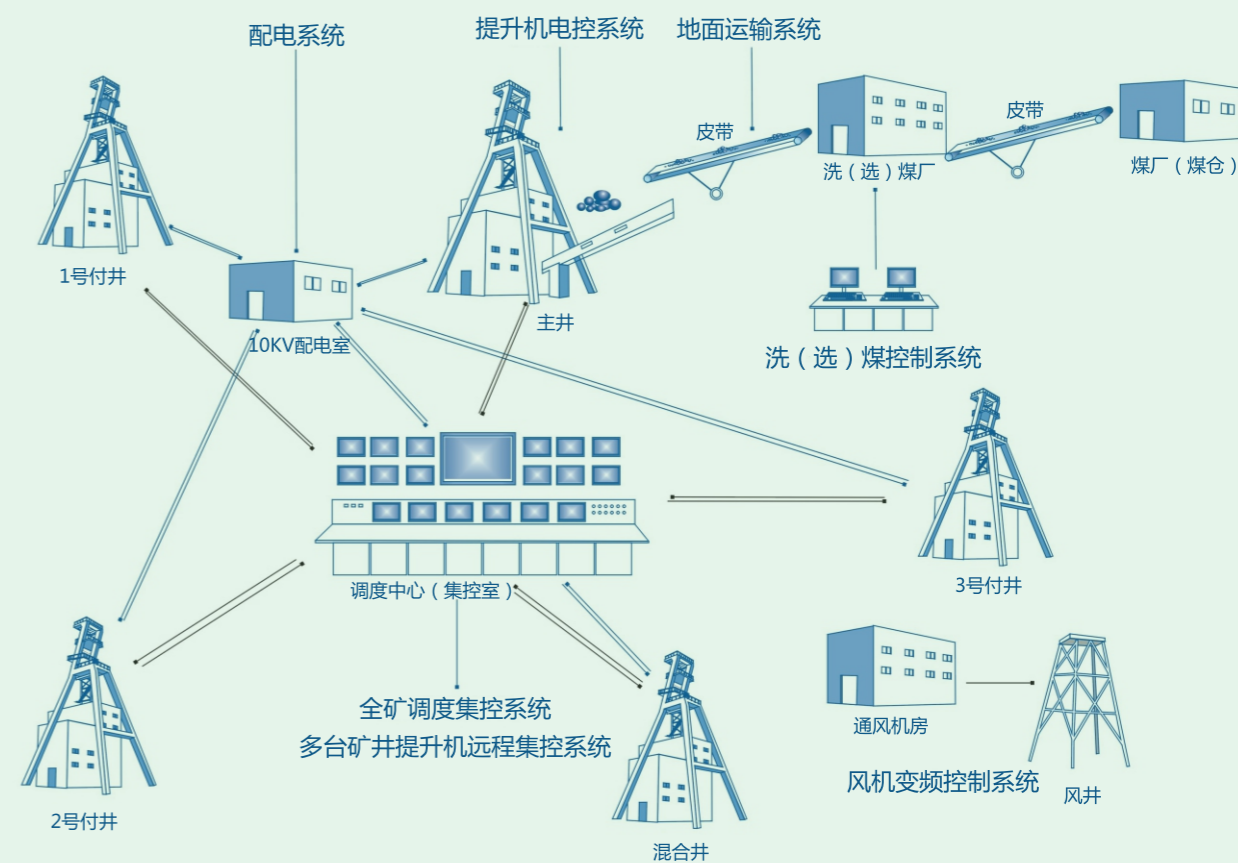 配电系统
提升机电控系统
地面运输系统
皮带
皮带
洗（选）煤厂
煤厂（煤仓）
1号付井
10KV配电室
主井
洗（选）煤控制系统
调度中心（集控室）
3号付井
全矿调度集控系统
多台矿井提升机远程集控系统
通风机房
风机变频控制系统
风井
2号付井
混合井